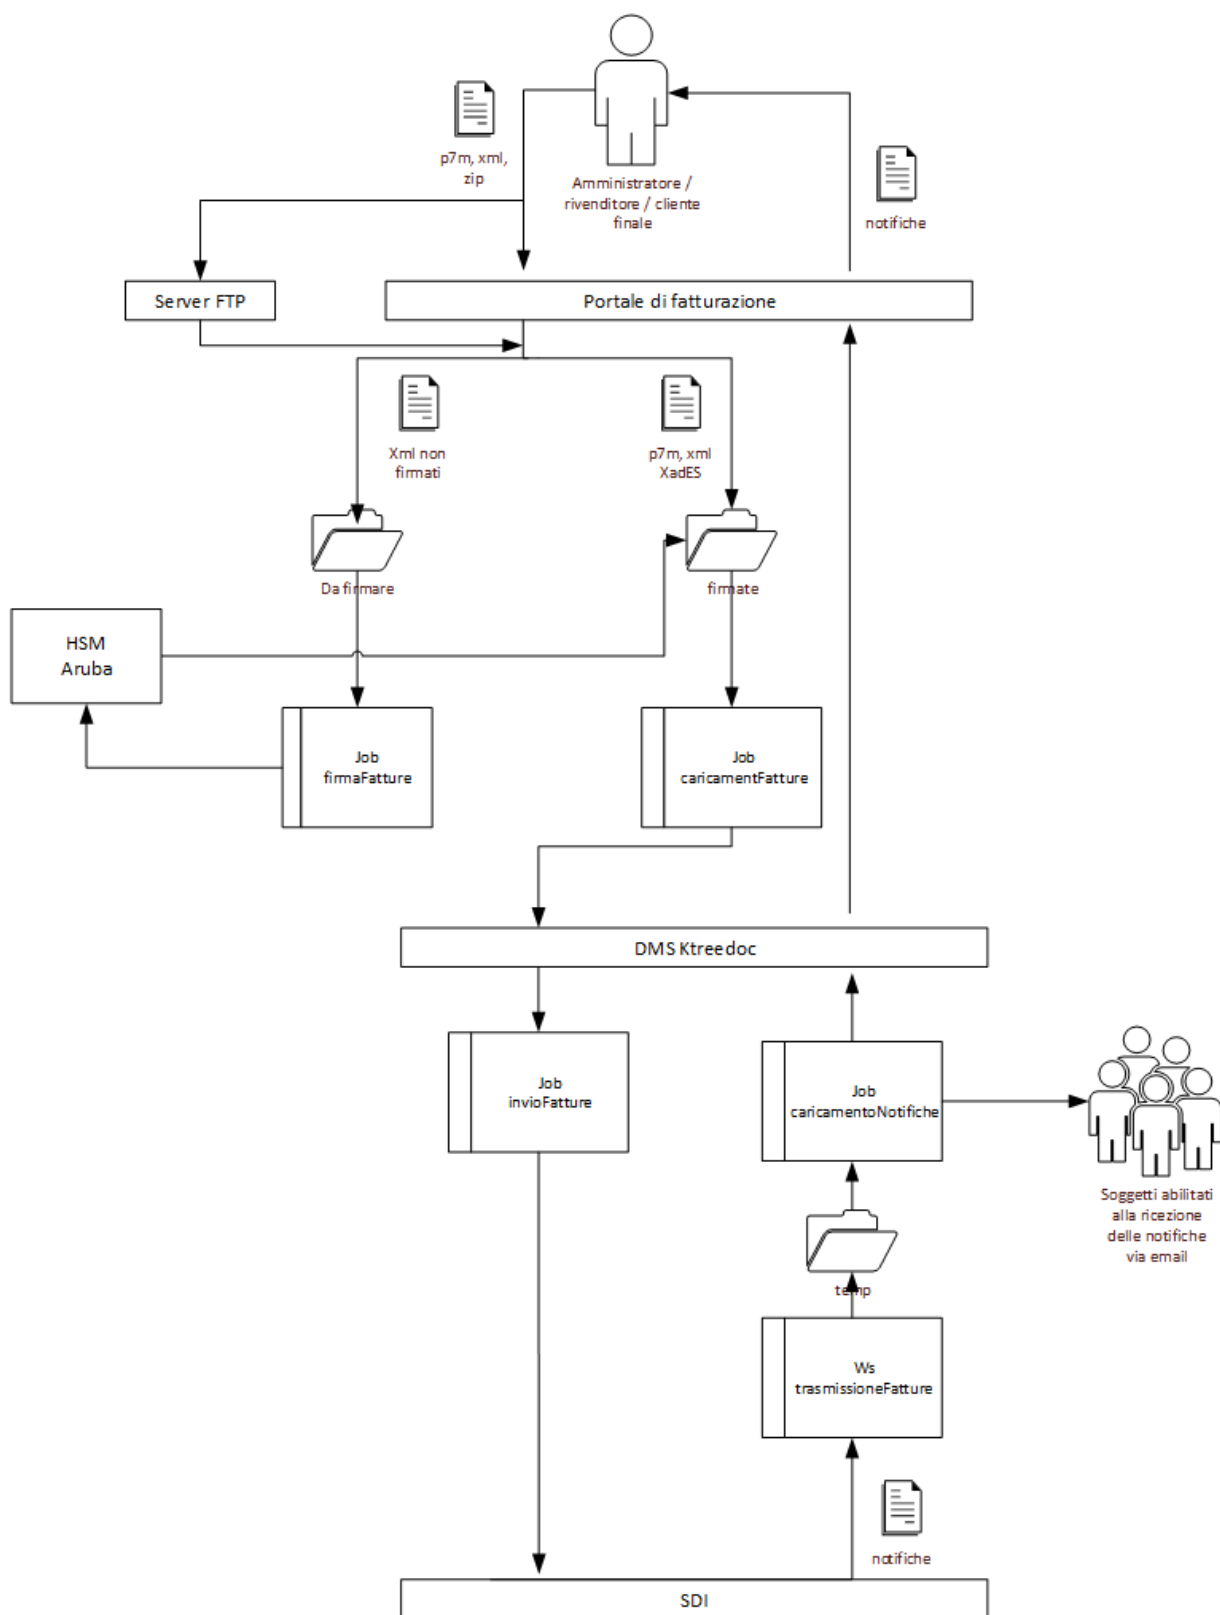 p7m, xml,
zip
Amministratore /
rivenditore / cliente
finale
notifiche
Server FTP
Portale di fatturazione
Xml non
firmati
p7m, xml
XadES
Da firmare
firmate
HSM
Aruba
Job
firmaFatture
Job
caricamentFatture
DMS Ktreedoc
Job
invioFatture
Job
caricamentoNotifiche
Soggetti abilitati
alla ricezione
delle notifiche
via email
temp
Ws
trasmissioneFatture
notifiche
SDI